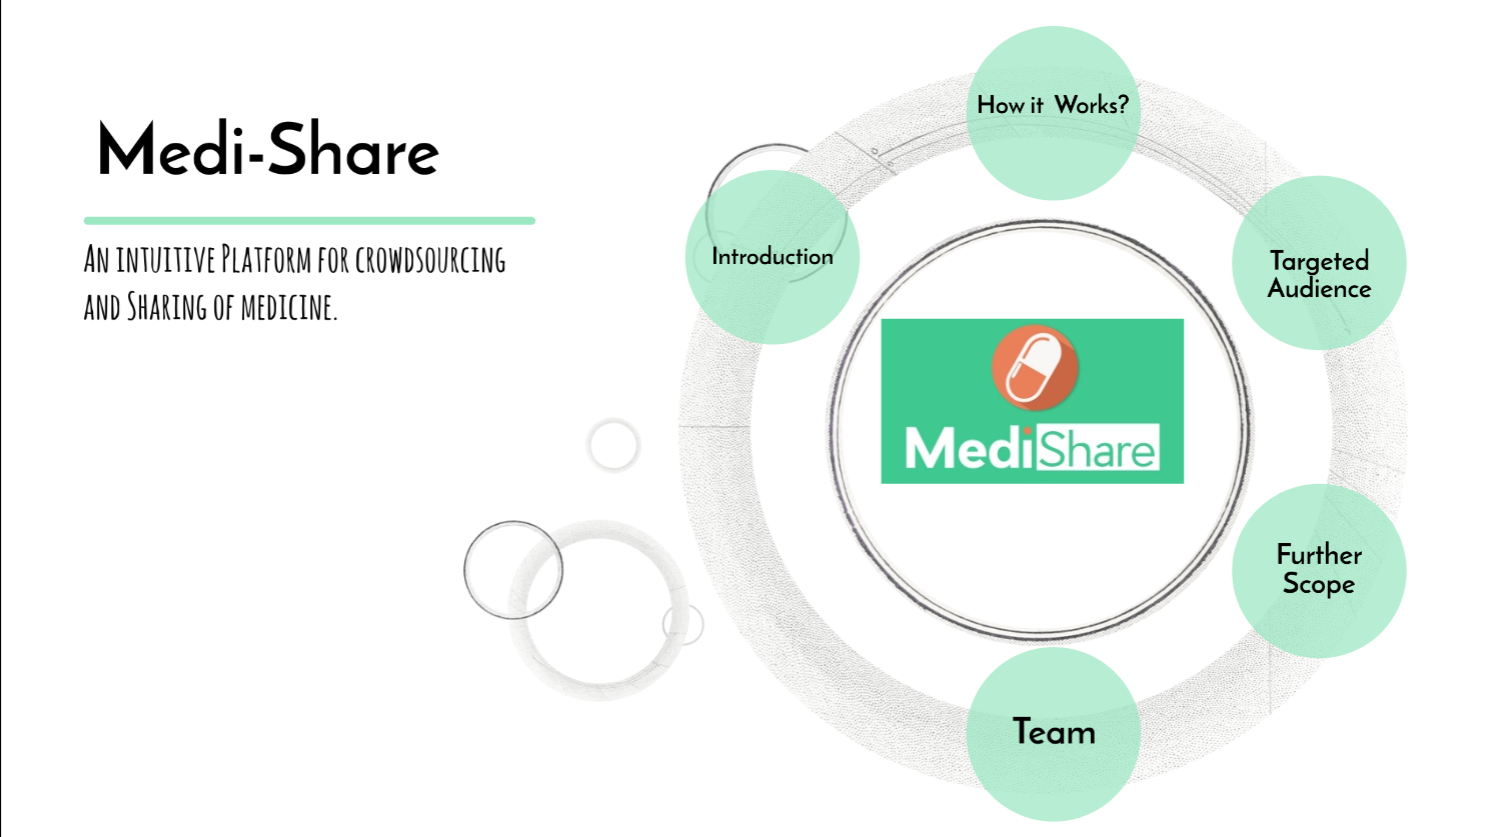 Medi-Share
An intuitive Platform for crowdsourcing
and Sharing of medicine.
Introduction
How it Works?
Targeted
Audience
Further
Scope
Team
MediShare